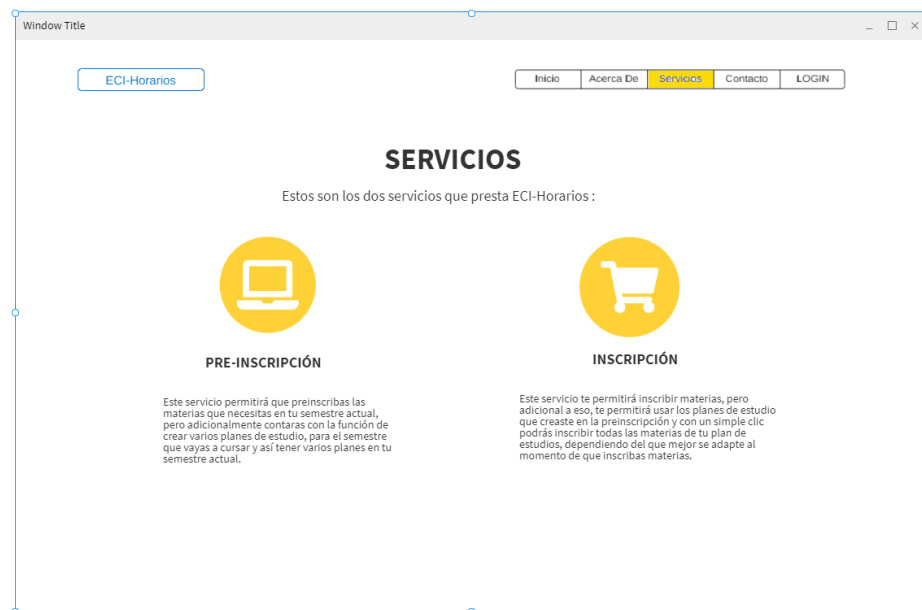 Window Title
ECI-Horarios
Inicio
Acerca De
Servicios
Contacto
LOGIN
SERVICIOS
Estos son los dos servicios que presta ECI-Horarios :
PRE-INSCRIPCIÓN
Este servicio permitirá que preinscribas las
materias que necesitas en tu semestre actual,
pero adicionalmente contaras con la función de
crear varios planes de estudio, para el semestre
que vayas a cursar y así tener varios planes en tu
semestre actual.
INSCRIPCIÓN
Este servicio te permitirá inscribir materias, pero
adicional a eso, te permitirá usar los planes de estudio
que creaste en la preinscripción y con un simple clic
podrás inscribir todas las materias de tu plan de
estudios, dependiendo del que mejor se adapte al
momento de que inscribas materias.